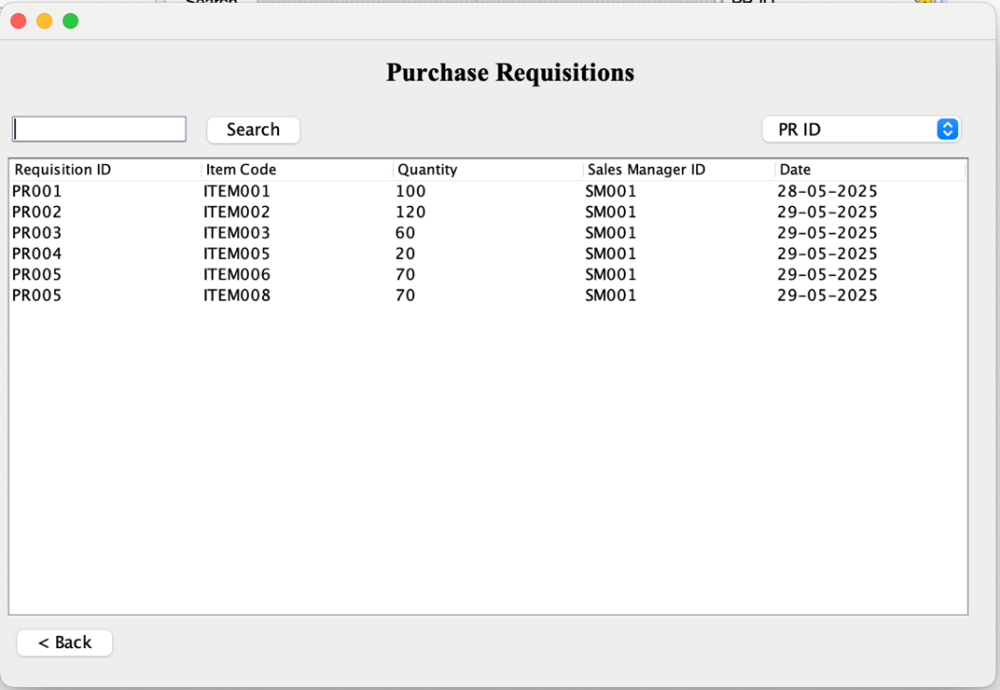 Purchase Requisitions
Search PR ID
Requisition ID Item Code Quantity Sales Manager ID Date
PR001 ITEM001 100 SM001 28-05-2025
PR002 ITEM002 120 SM001 29-05-2025
PR003 ITEM003 60 SM001 29-05-2025
PR004 ITEM005 20 SM001 29-05-2025
PR005 ITEM006 70 SM001 29-05-2025
PR005 ITEM008 70 SM001 29-05-2025
< Back